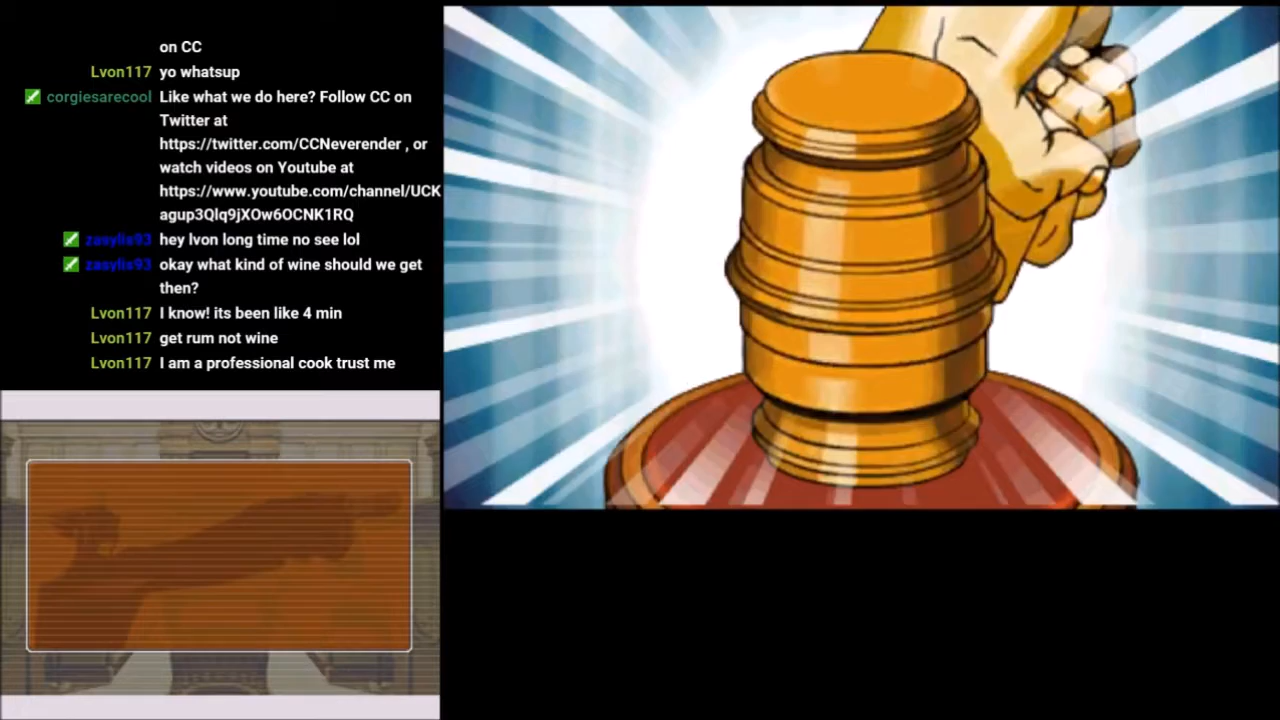 on CC
Lvon117 yo whatsup
corgiesarecool Like what we do here? Follow CC on
Twitter at
https://twitter.com/CCNeverender , or
watch videos on Youtube at
https://www.youtube.com/channel/UCK
agup3Qlq9jXOw6OCNK1RQ
zasylis93 hey lvon long time no see lol
zasylis93 okay what kind of wine should we get
then?
Lvon117 I know! its been like 4 min
Lvon117 get rum not wine
Lvon117 I am a professional cook trust me